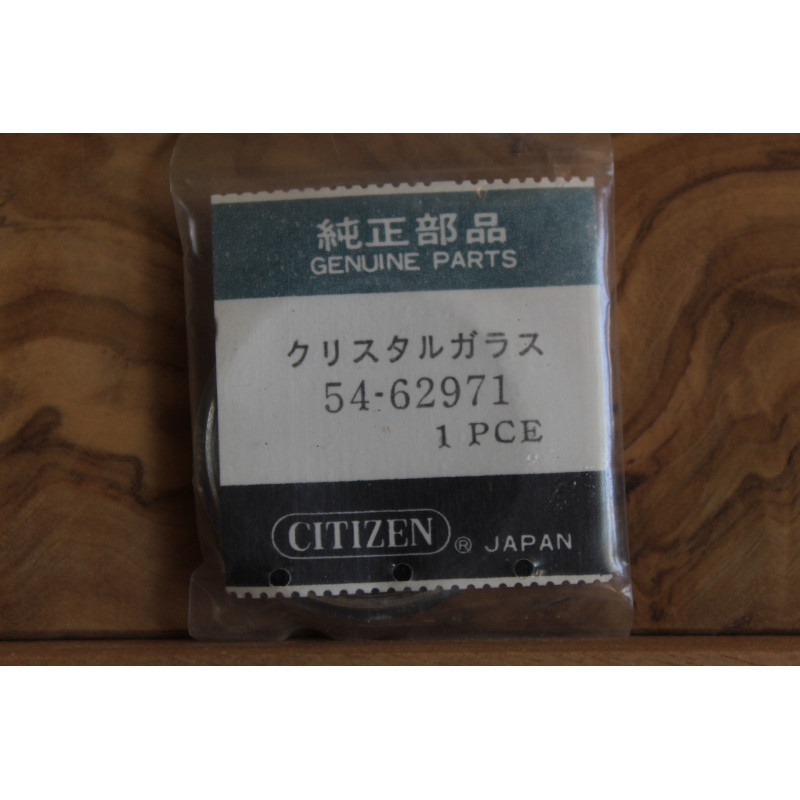 純正部品
GENUINE PARTS
クリスタルガラス
54-62971
1 PCE
CITIZEN ® JAPAN